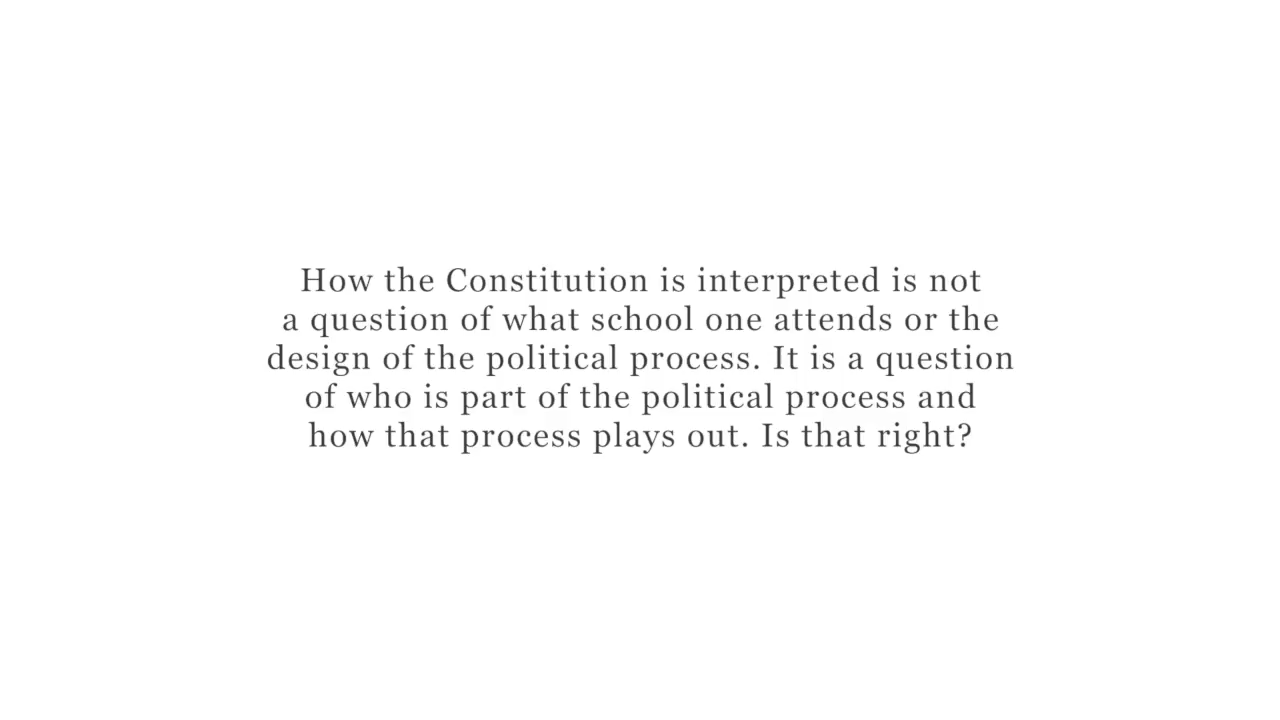 How the Constitution is interpreted is not
a question of what school one attends or the
design of the political process. It is a question
of who is part of the political process and
how that process plays out. Is that right?